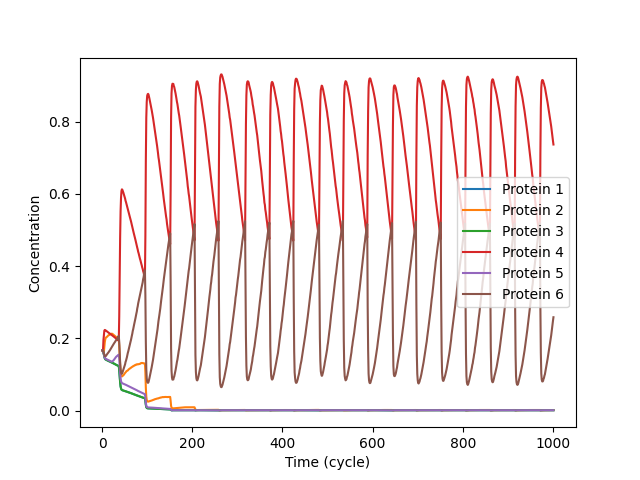 0.8
0.6
0.4
0.2
0.0
Concentration
Protein 1
Protein 2
Protein 3
Protein 4
Protein 5
Protein 6
0 200 400 600 800 1000
Time (cycle)